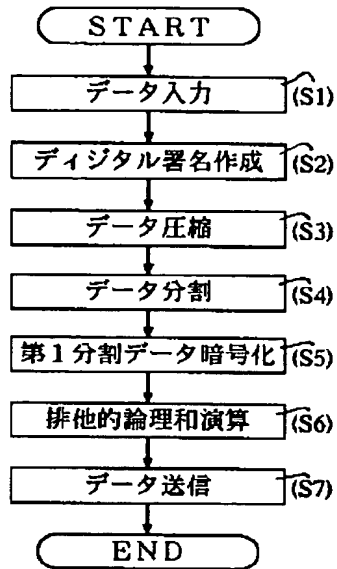 START
データ入力 (S1)
ディジタル署名作成 (S2)
データ圧縮 (S3)
データ分割 (S4)
第1分割データ暗号化 (S5)
排他的論理和演算 (S6)
データ送信 (S7)
END